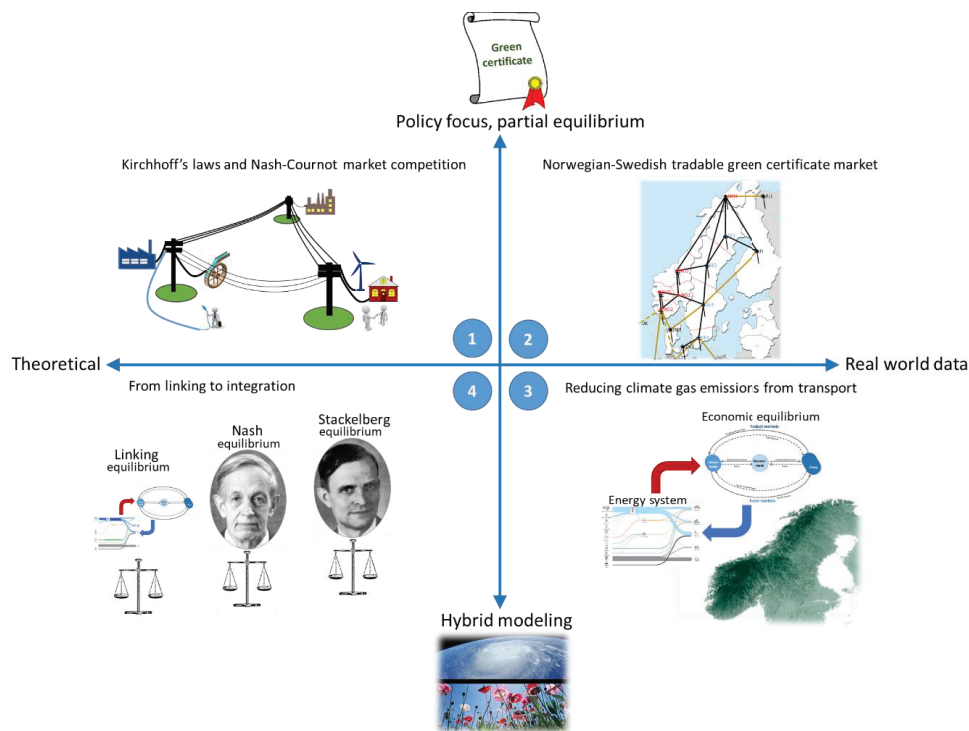 Green
certificate
Policy focus, partial equilibrium
Kirchhoff's laws and Nash-Cournot market competition
Norwegian-Swedish tradable green certificate market
1
2
Theoretical
Real world data
4
3
From linking to integration
Reducing climate gas emissiors from transport
Linking
equilibrium
Nash
equilibrium
Stackelberg
equilibrium
Economic equilibrium
Energy system
Hybrid modeling